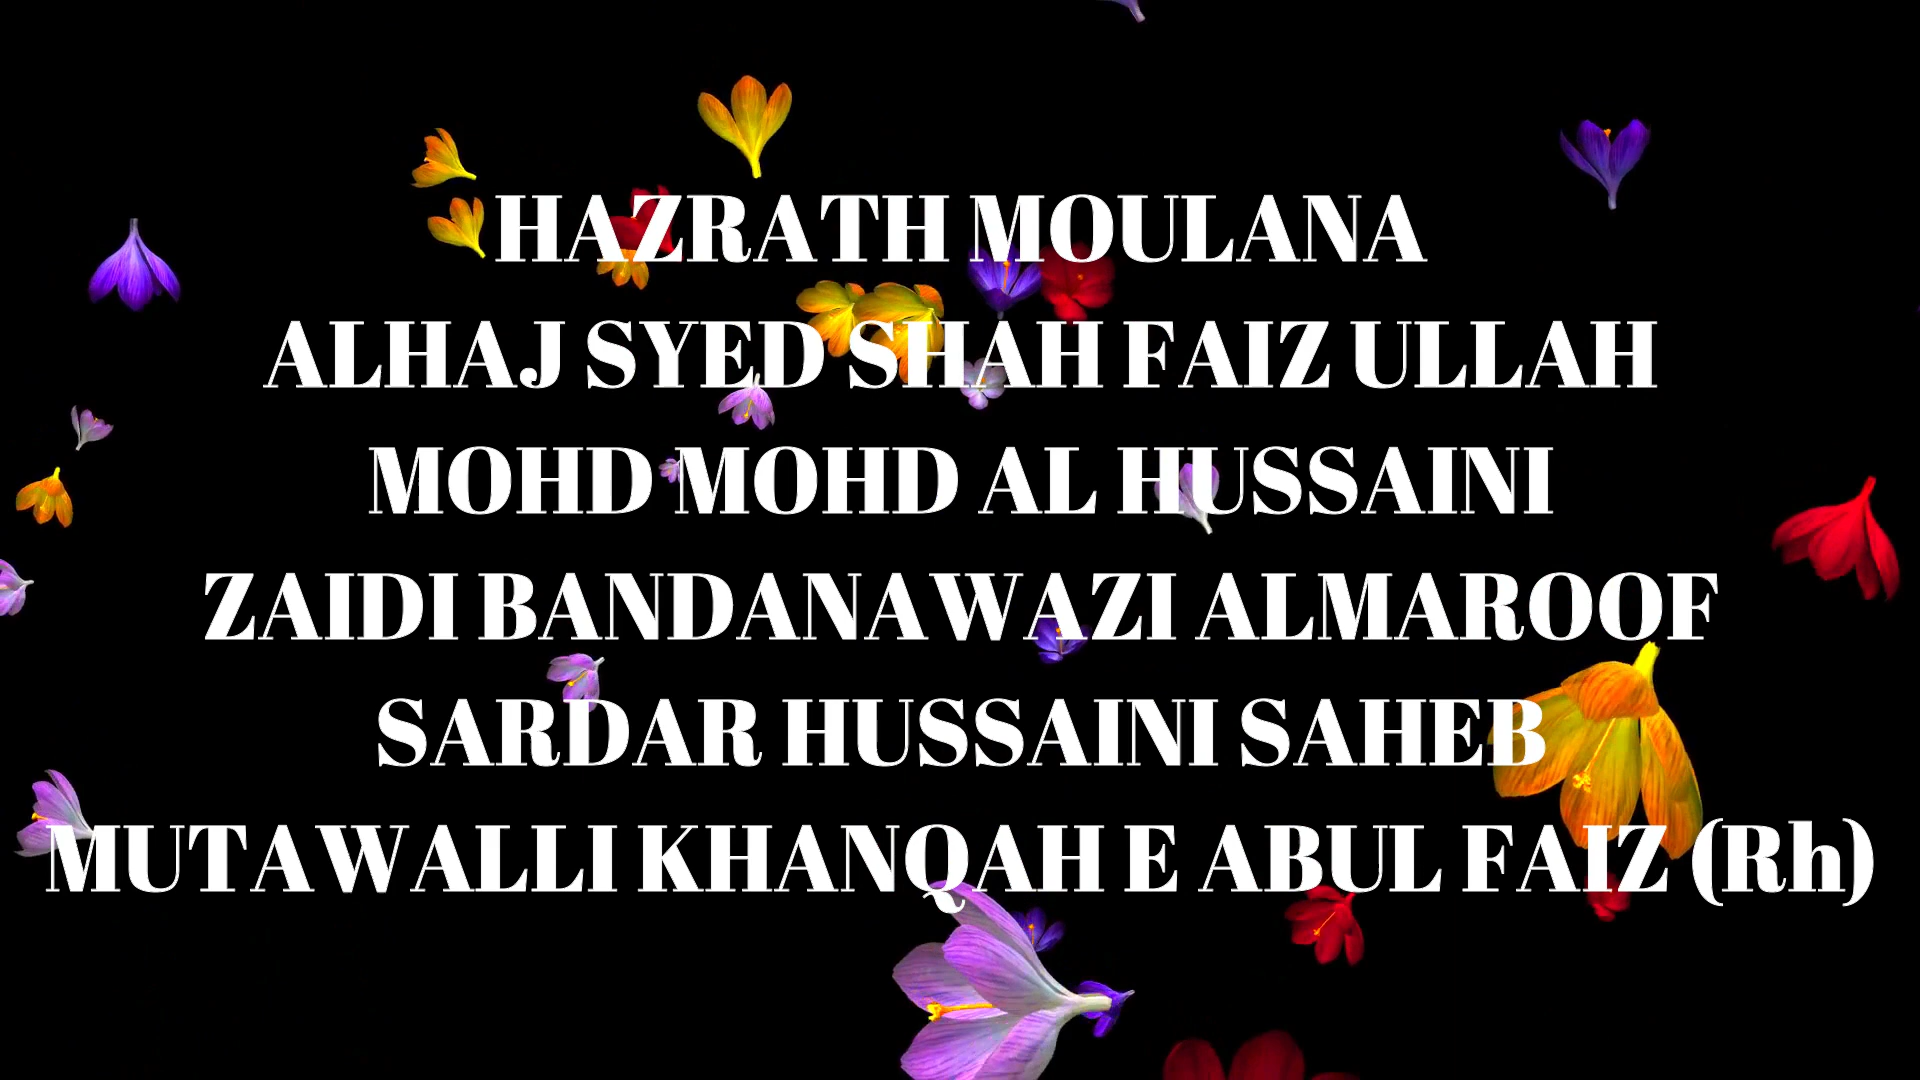 HAZRATH MOULANA
ALHAJ SYED SHAH FAIZ ULLAH
MOHD MOHD AL HUSSAINI
ZAIDI BANDANAWAZI ALMAROOF
SARDAR HUSSAINI SAHEB
MUTAWALLI KHANQAH E ABUL FAIZ (Rh)